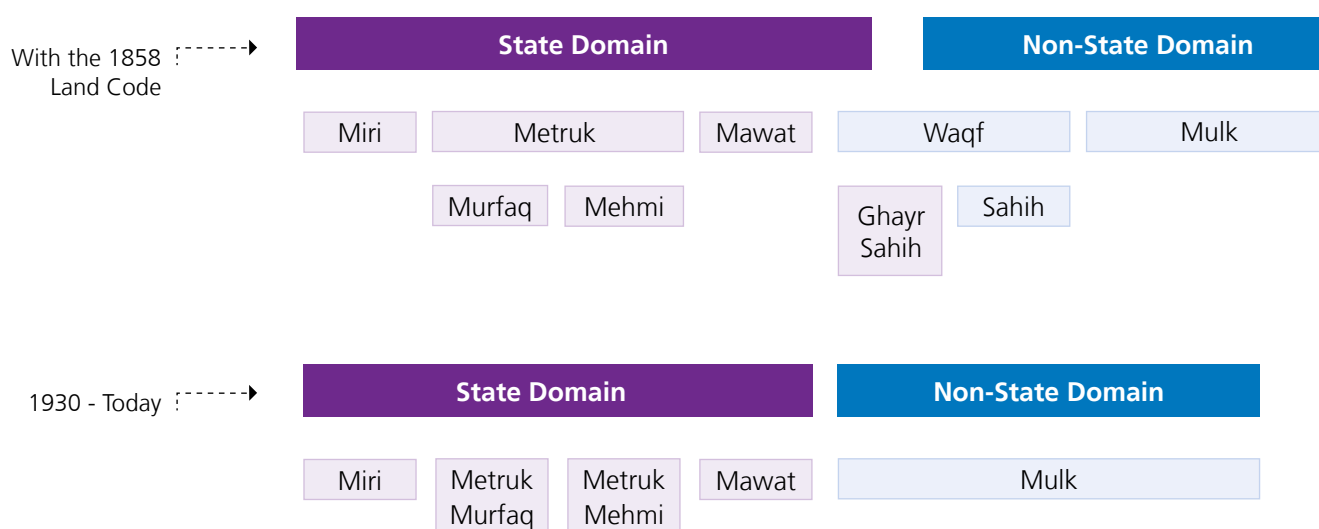 With the 1858
Land Code
State Domain
Non-State Domain
Miri
Metruk
Mawat
Waqf
Mulk
Murfaq
Mehmi
Ghayr
Sahih
Sahih
1930 - Today
State Domain
Non-State Domain
Miri
Metruk
Murfaq
Metruk
Mehmi
Mawat
Mulk